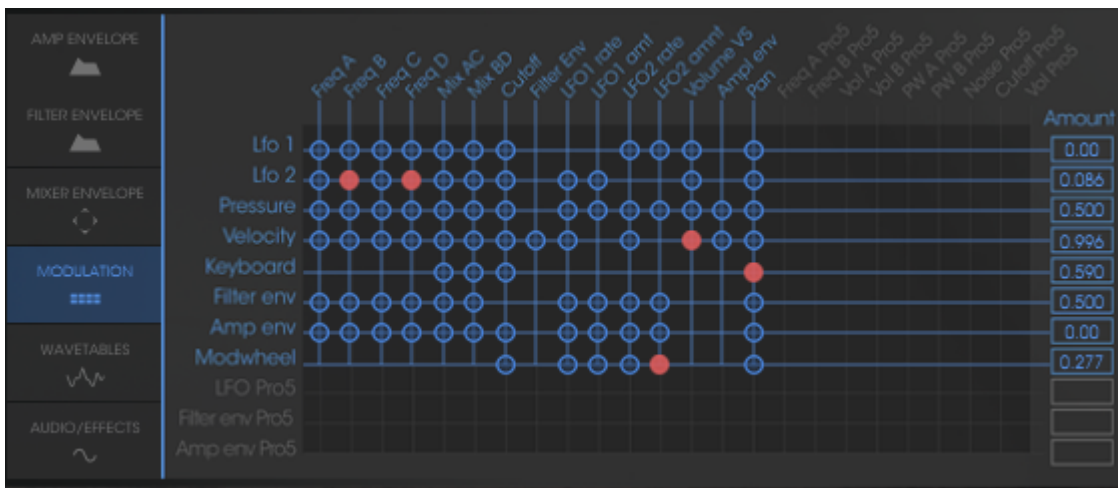 AMP ENVELOPE
FILTER ENVELOPE
MIXER ENVELOPE
MODULATION
WAVETABLES
AUDIO/EFFECTS
Freq A
Freq B
Freq C
Freq D
Mix AC
Mix BD
Cutoff
Filter Env
LFO1 rate
LFO1 amt
LFO2 rate
LFO2 amnt
Volume VS
Ampl env
Pan
Freq A Pro5
Freq B Pro5
Vol A Pro5
Vol B Pro5
PW A Pro5
PW B Pro5
Noise Pro5
Cutoff Pro5
Vol Pro5
Amount
Lfo 1 0.00
Lfo 2 0.086
Pressure 0.500
Velocity 0.996
Keyboard 0.590
Filter env 0.500
Amp env 0.00
Modwheel 0.277
LFO Pro5
Filter env Pro5
Amp env Pro5